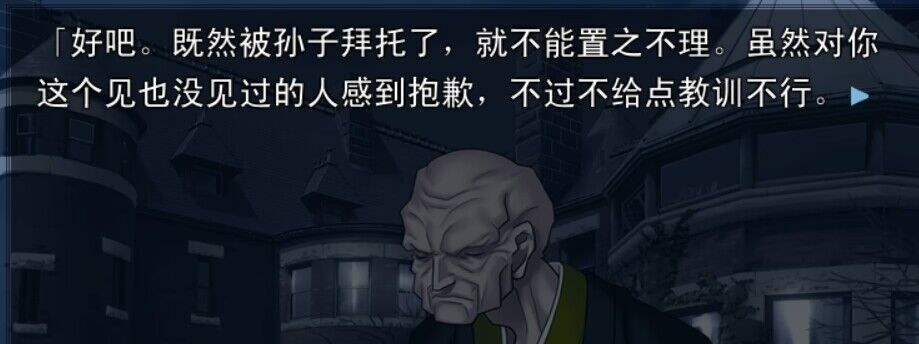 「好吧。既然被孙子拜托了，就不能置之不理。虽然对你
这个见也没见过的人感到抱歉，不过不给点教训不行。